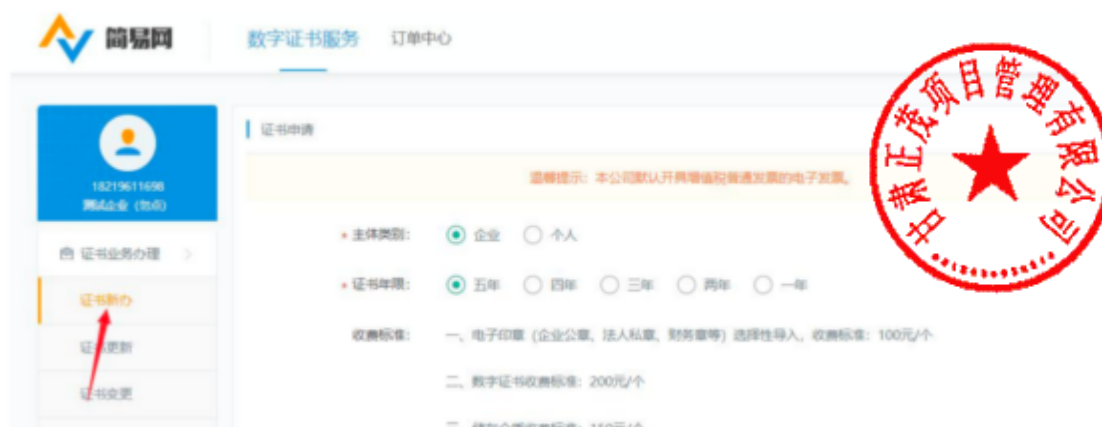 简易网
数字证书服务 订单中心
18219611698
测试企业（勿点）
证书业务办理
证书新办
证书更新
证书变更
证书申请
温馨提示：本公司默认开具增值税普通发票的电子发票。
* 主体类别： 企业 个人
* 证书年限： 五年 四年 三年 两年 一年
收费标准： 一、电子印章（企业公章、法人私章、财务章等）选择性导入，收费标准：100元/个
二、数字证书收费标准：200元/个
甘肃正茂项目管理有限公司